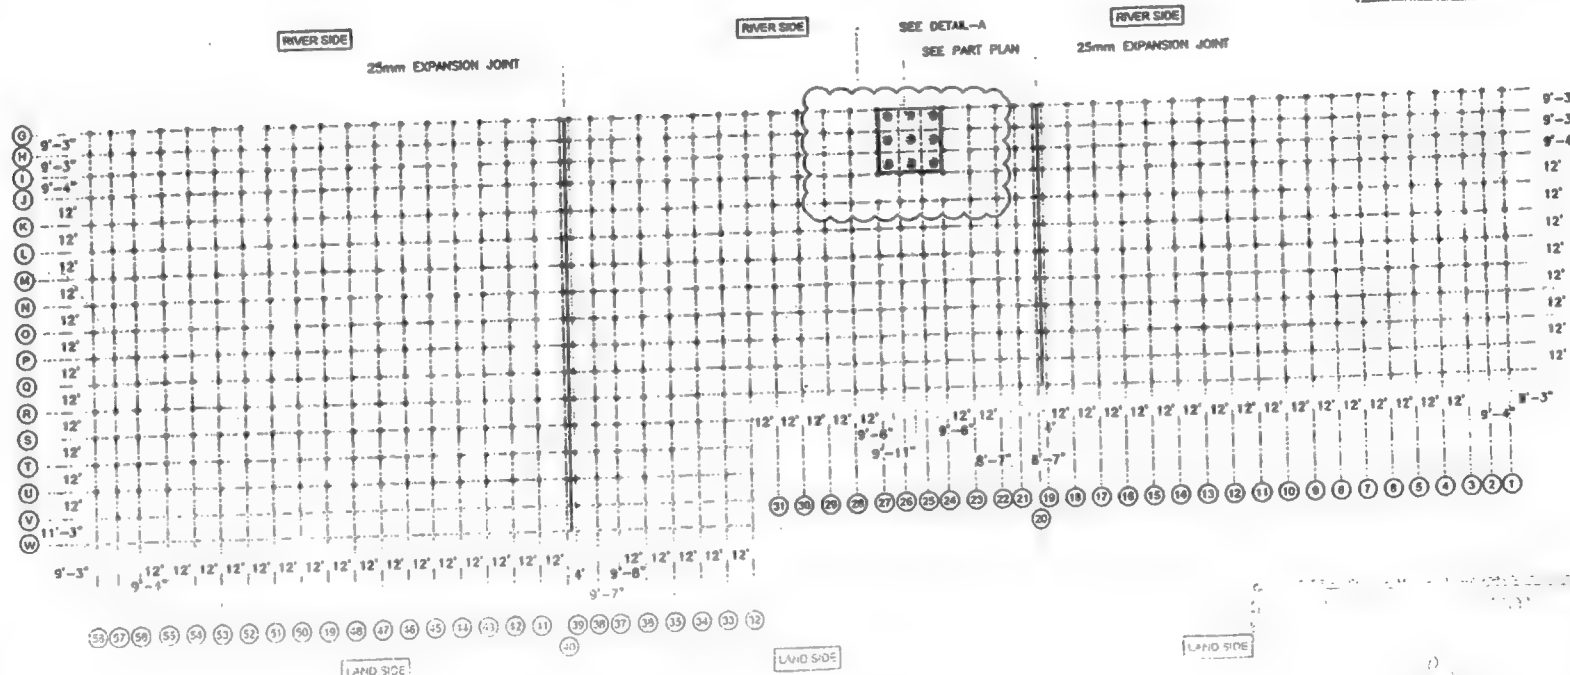 RIVER SIDE
RIVER SIDE
SEE DETAIL-A
RIVER SIDE
25mm EXPANSION JOINT
SEE PART PLAN
25mm EXPANSION JOINT
G
9'-3"
H
9'-3"
I
9'-4"
J
12'
K
12'
L
12'
M
12'
N
12'
O
12'
P
12'
Q
12'
R
12'
S
12'
T
12'
U
12'
V
11'-3"
W
9'-3
9'-3
9'-4
12'
12'
12'
12'
12'
12'
12'
12'
12' 12' 12' 12' 12' 12' 12' 4' 12' 12' 12' 12' 12' 12' 12' 12' 12' 12' 12' 12' 12' 12' 12' 12'
9'-6" 9'-6" 9'-4" -3"
9'-11" 8'-7" 8'-7"
31 30 29 28 27 26 25 24 23 22 21 19 18 17 16 15 14 13 12 11 10 9 8 7 6 5 4 3 2 1
20
9'-3" 12' 12' 12' 12' 12' 12' 12' 12' 12' 12' 12' 12' 12' 12' 12' 12' 4' 12' 12' 12' 12' 12'
9'-4" 9'-8"
9'-7"
58 57 56 55 54 53 52 51 50 49 48 47 46 45 44 43 42 41 39 38 37 36 35 34 33 32
40
LAND SIDE
LAND SIDE
LAND SIDE